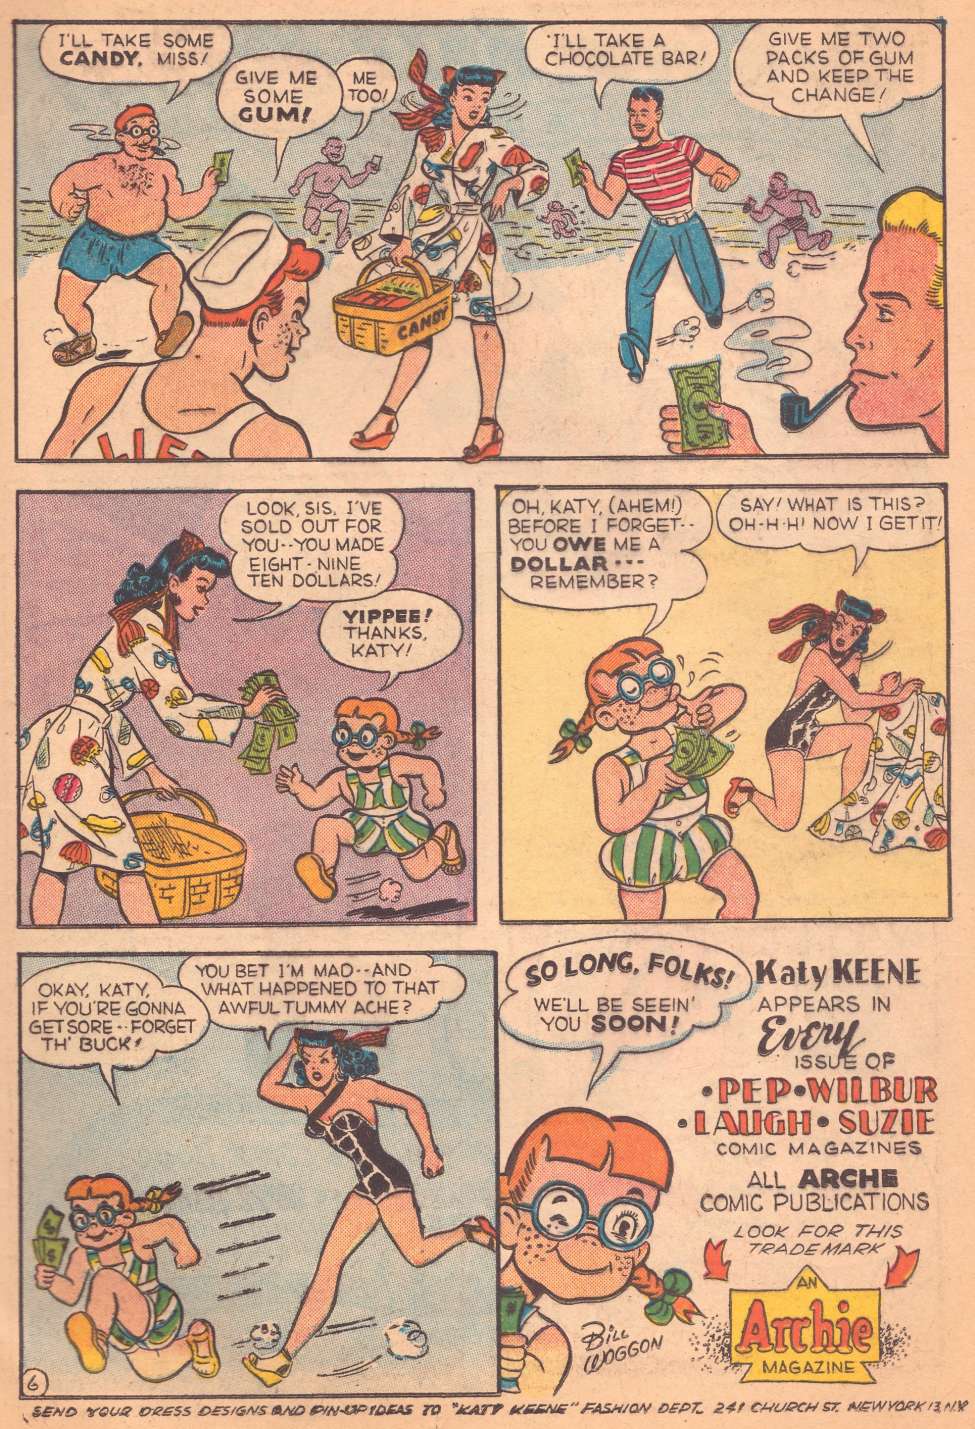 I'LL TAKE SOME
CANDY, MISS!
GIVE ME
SOME
GUM!
ME
TOO!
'I'LL TAKE A
CHOCOLATE BAR!
GIVE ME TWO
PACKS OF GUM
AND KEEP THE
CHANGE!
CANDY
LOOK, SIS, I'VE
SOLD OUT FOR
YOU--YOU MADE
EIGHT-NINE
TEN DOLLARS!
YIPPEE!
THANKS,
KATY!
OH, KATY, (AHEM!)
BEFORE I FORGET--
YOU OWE ME A
DOLLAR---
REMEMBER?
SAY! WHAT IS THIS?
OH-H-H! NOW I GET IT!
OKAY, KATY,
IF YOU'RE GONNA
GET SORE--FORGET
TH' BUCK!
YOU BET I'M MAD--AND
WHAT HAPPENED TO THAT
AWFUL TUMMY ACHE?
6
SO LONG, FOLKS!
WE'LL BE SEEIN'
YOU SOON!
Katy KEENE
APPEARS IN
Every
ISSUE OF
•PEP•WILBUR
•LAUGH•SUZIE
COMIC MAGAZINES
ALL ARCHE
COMIC PUBLICATIONS
LOOK FOR THIS
TRADEMARK
AN
Archie
MAGAZINE
BILL
WOGGON
SEND YOUR DRESS DESIGNS AND PIN-UP IDEAS TO "KATY KEENE" FASHION DEPT. 241 CHURCH ST. NEW YORK 13, N.Y.